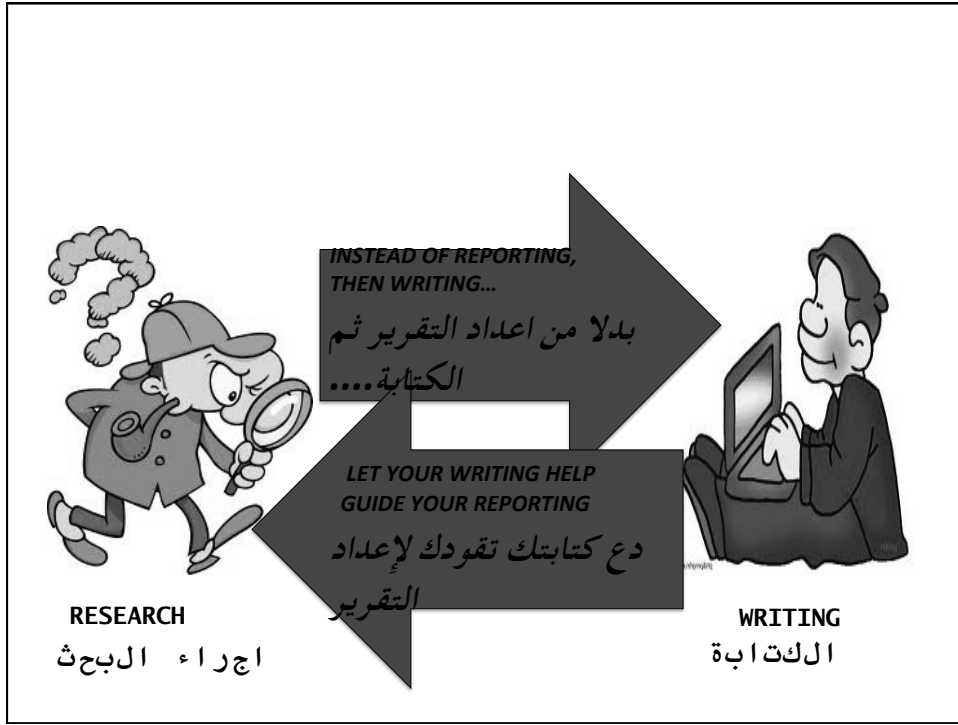 INSTEAD OF REPORTING,
THEN WRITING…
بدلا من اعداد التقرير ثم
الكتابة....
LET YOUR WRITING HELP
GUIDE YOUR REPORTING
دع كتابتك تقودك لإعداد
التقرير
RESEARCH
اجراء البحث
WRITING
الكتابة